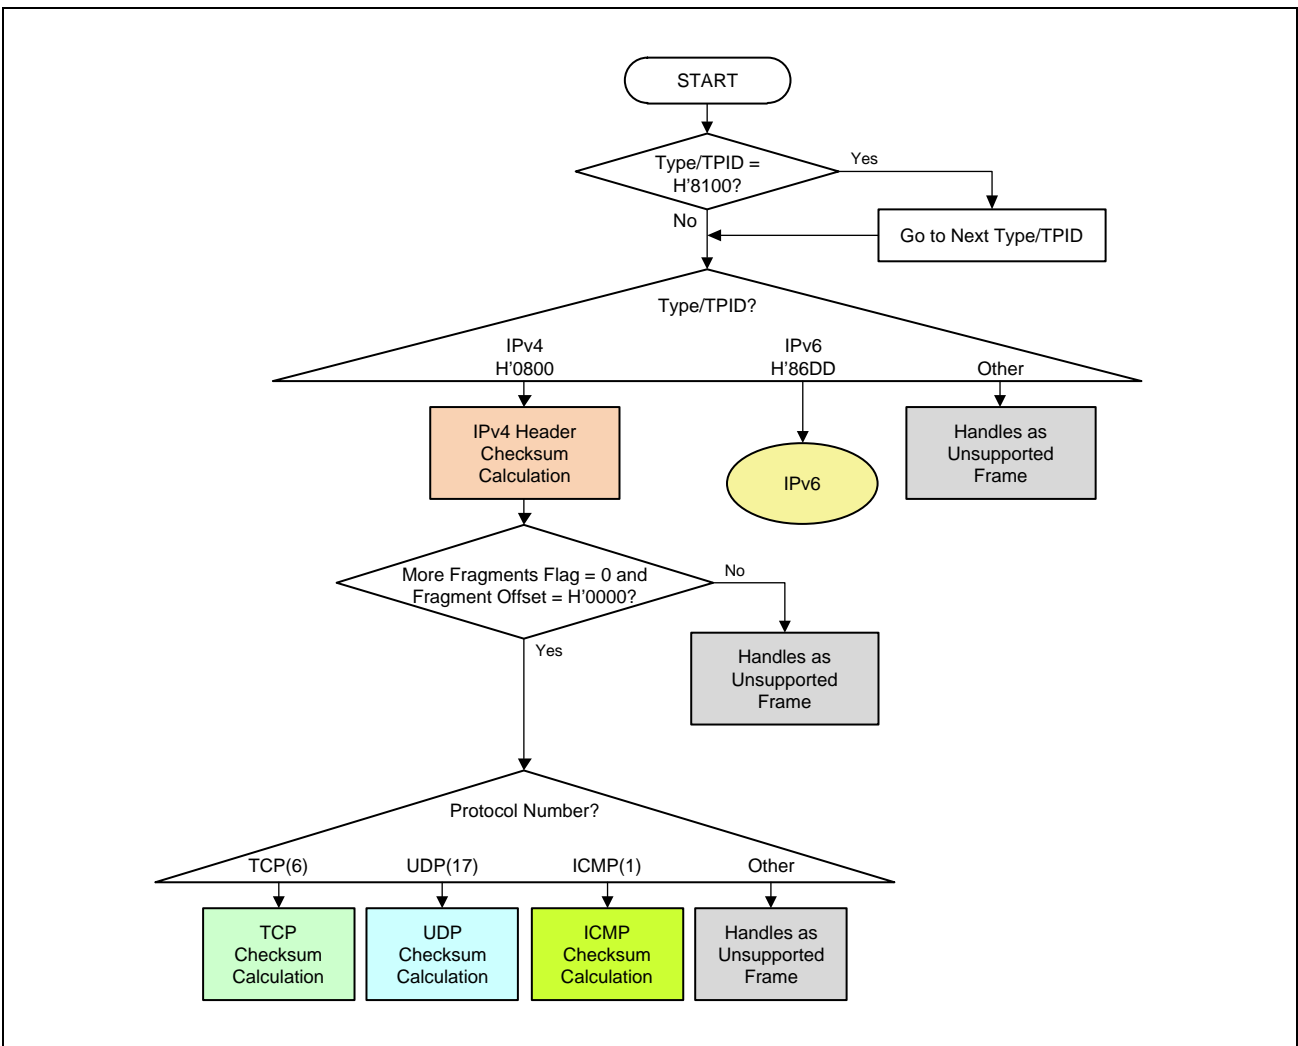 START
Type/TPID =
H'8100?
Yes
No
Go to Next Type/TPID
Type/TPID?
IPv4
H'0800
IPv6
H'86DD
Other
IPv4 Header
Checksum
Calculation
IPv6
Handles as
Unsupported
Frame
More Fragments Flag = 0 and
Fragment Offset = H'0000?
No
Yes
Handles as
Unsupported
Frame
Protocol Number?
TCP(6)
UDP(17)
ICMP(1)
Other
TCP
Checksum
Calculation
UDP
Checksum
Calculation
ICMP
Checksum
Calculation
Handles as
Unsupported
Frame